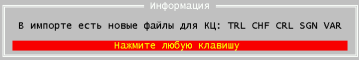 Информация
В импорте есть новые файлы для КЦ: TRL CHF CRL SGN VAR
Нажмите любую клавишу